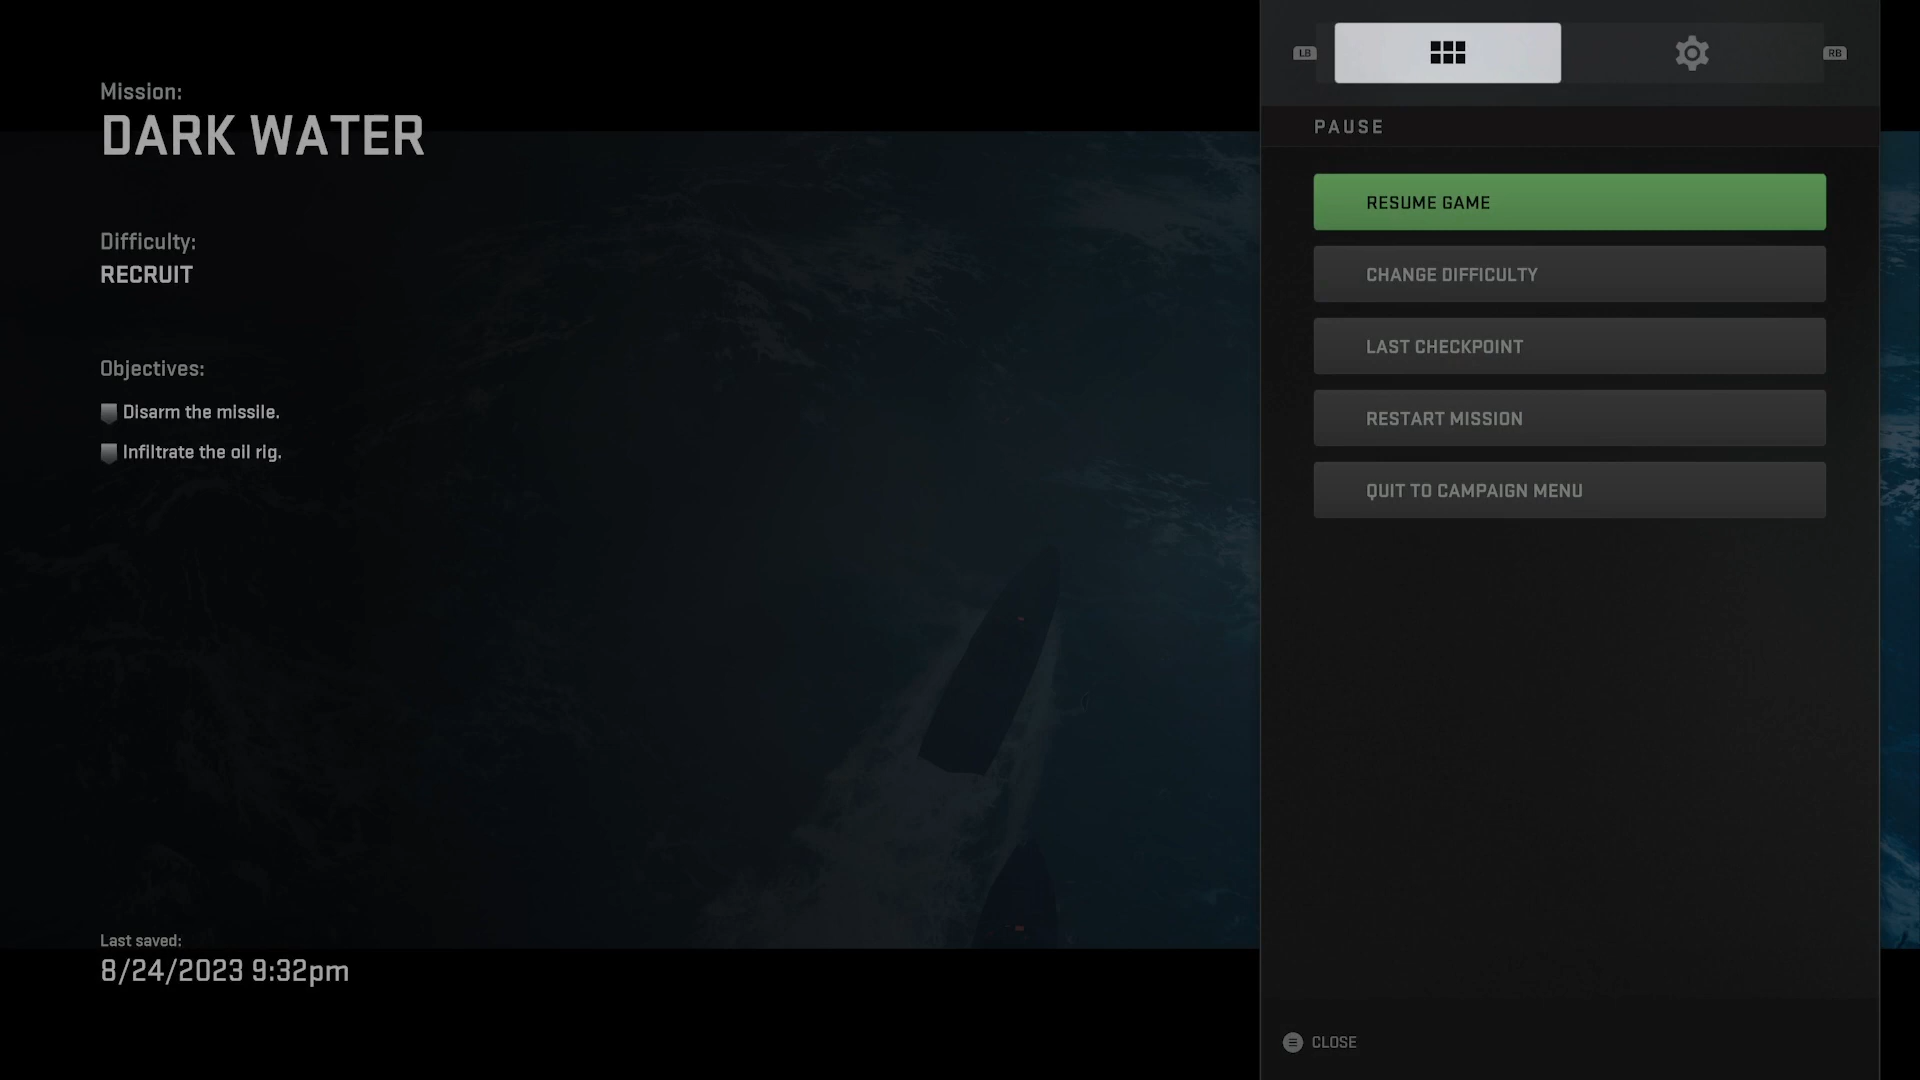 Mission:
DARK WATER
Difficulty:
RECRUIT
Objectives:
Disarm the missile.
Infiltrate the oil rig.
Last saved:
8/24/2023 9:32pm
LB
RB
PAUSE
RESUME GAME
CHANGE DIFFICULTY
LAST CHECKPOINT
RESTART MISSION
QUIT TO CAMPAIGN MENU
CLOSE